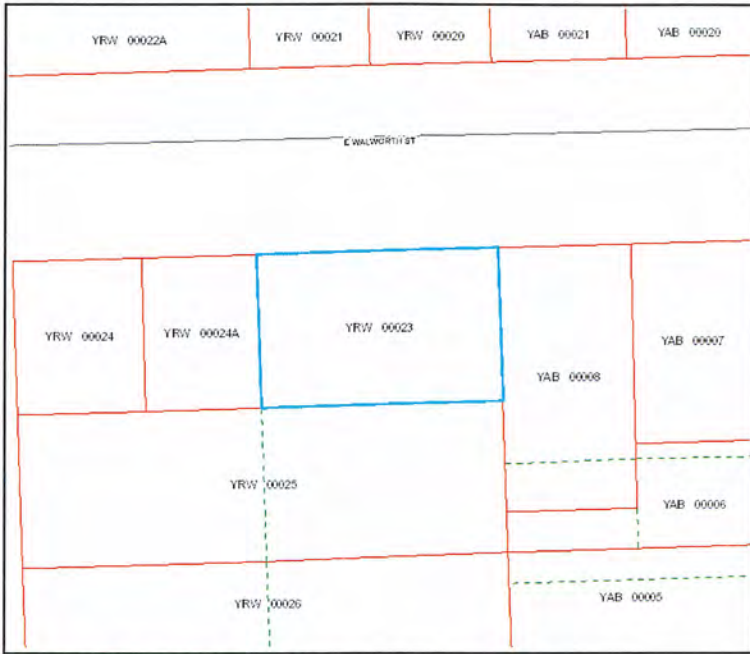 YRW 00022A
YRW 00021
YRW 00020
YAB 00021
YAB 00020
E WALWORTH ST
YRW 00024
YRW 00024A
YRW 00023
YAB 00008
YAB 00007
YRW 00025
YAB 00006
YRW 00026
YAB 00005